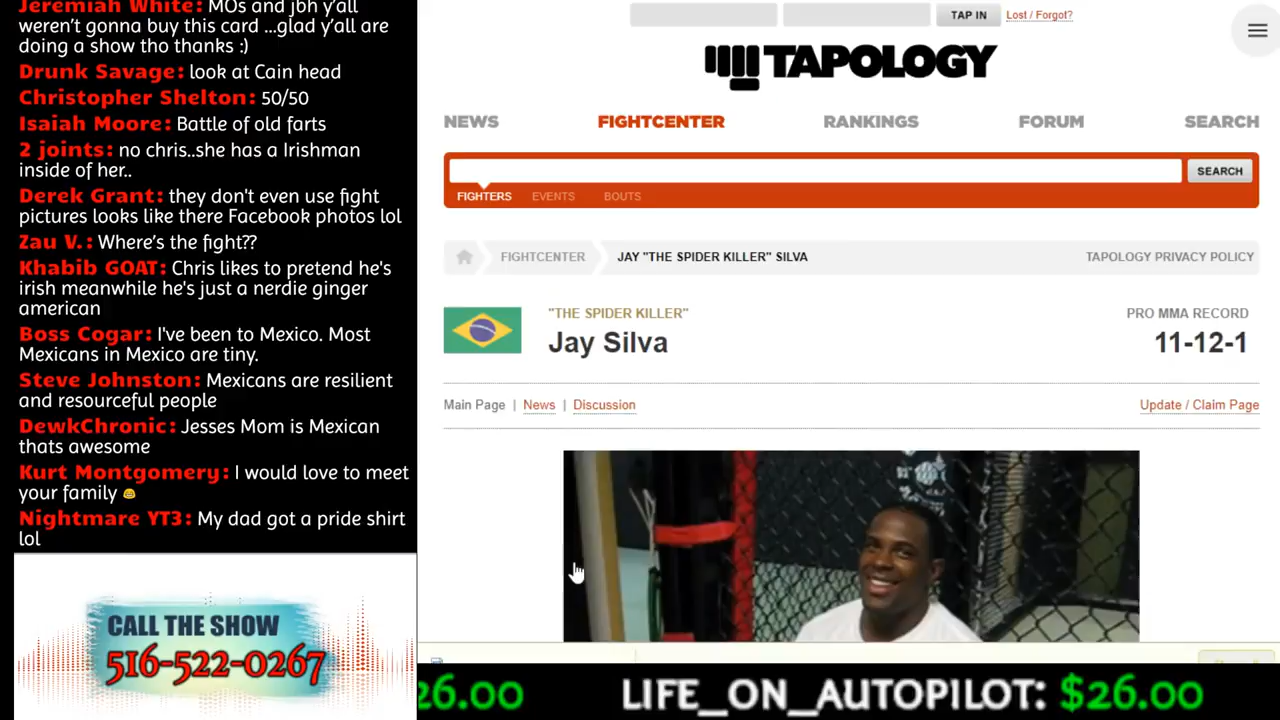 Jeremiah White: MOs and jbh y'all
weren't gonna buy this card ...glad y'all are
doing a show tho thanks :)
Drunk Savage: look at Cain head
Christopher Shelton: 50/50
Isaiah Moore: Battle of old farts
2 joints: no chris..she has a Irishman
inside of her..
Derek Grant: they don't even use fight
pictures looks like there Facebook photos lol
Zau V.: Where's the fight??
Khabib GOAT: Chris likes to pretend he's
irish meanwhile he's just a nerdie ginger
american
Boss Cogar: I've been to Mexico. Most
Mexicans in Mexico are tiny.
Steve Johnston: Mexicans are resilient
and resourceful people
DewkChronic: Jesses Mom is Mexican
thats awesome
Kurt Montgomery: I would love to meet
your family
Nightmare YT3: My dad got a pride shirt
lol
CALL THE SHOW
516-522-0267
TAP IN Lost / Forgot?
TAPOLOGY
NEWS FIGHTCENTER RANKINGS FORUM SEARCH
SEARCH
FIGHTERS EVENTS BOUTS
FIGHTCENTER JAY "THE SPIDER KILLER" SILVA TAPOLOGY PRIVACY POLICY
"THE SPIDER KILLER" PRO MMA RECORD
Jay Silva 11-12-1
Main Page | News | Discussion Update / Claim Page
26.00 LIFE_ON_AUTOPILOT: $26.00